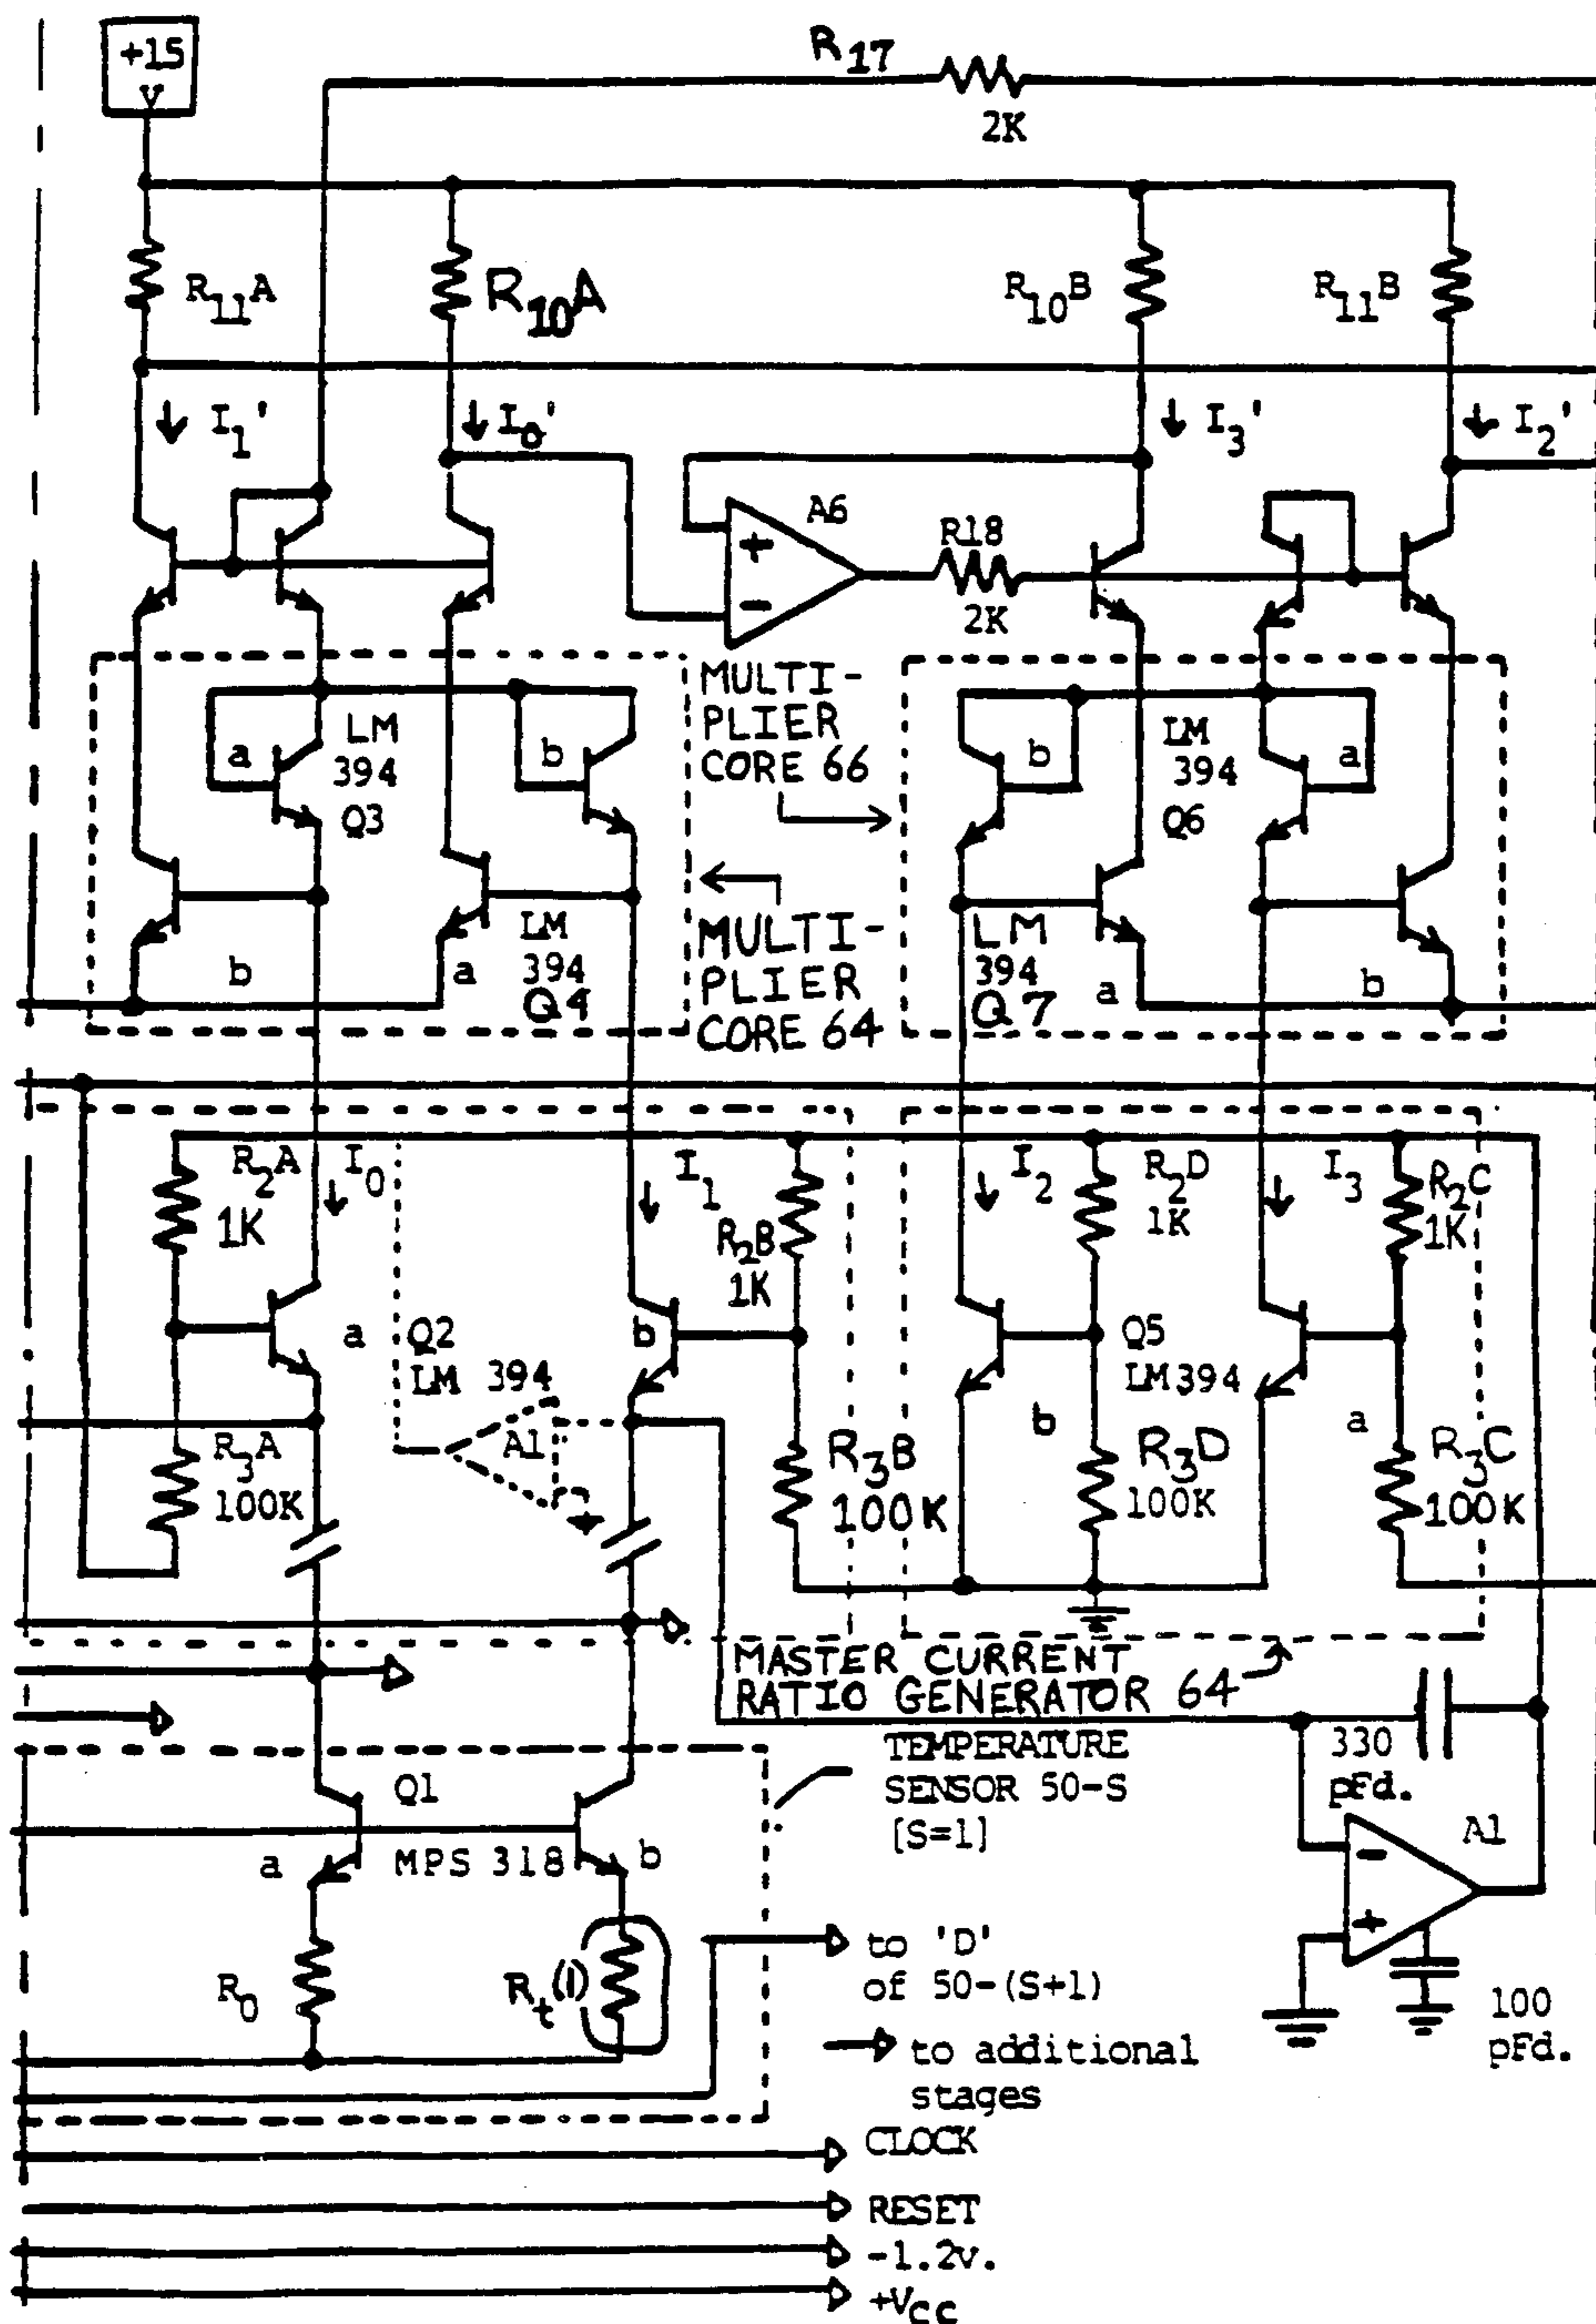 +15
V
R17
2K
R11A
R10A
R10B
R11B
I1'
I0'
I3'
I2'
A6
+
-
R18
2K
MULTI-
PLIER
CORE 66
a
LM
394
Q3
b
b
LM
394
Q6
a
b
a
LM
394
Q4
MULTI-
PLIER
CORE 64
LM
394
Q7
a
b
R2A
1K
I0
I1
R2B
1K
I2
R2D
1K
I3
R2C
1K
a
Q2
LM 394
b
Q5
LM394
A1
+
b
a
R3A
100K
R3B
100K
R3D
100K
R3C
100K
MASTER CURRENT
RATIO GENERATOR 64
TEMPERATURE
SENSOR 50-S
[S=1]
330
pFd.
Q1
a
MPS 318
b
A1
-
+
R0
Rt(1)
to 'D'
of 50-(S+1)
100
pFd.
to additional
stages
CLOCK
RESET
-1.2v.
+VCC